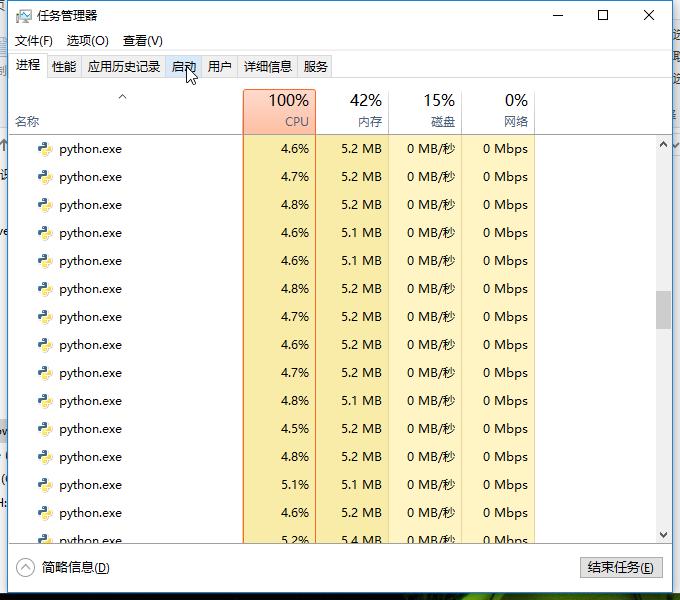 任务管理器
文件(F) 选项(O) 查看(V)
进程 性能 应用历史记录 启动 用户 详细信息 服务
100% 42% 15% 0%
名称 CPU 内存 磁盘 网络
python.exe 4.6% 5.2 MB 0 MB/秒 0 Mbps
python.exe 4.7% 5.2 MB 0 MB/秒 0 Mbps
python.exe 4.8% 5.2 MB 0 MB/秒 0 Mbps
python.exe 4.6% 5.1 MB 0 MB/秒 0 Mbps
python.exe 4.6% 5.1 MB 0 MB/秒 0 Mbps
python.exe 4.8% 5.2 MB 0 MB/秒 0 Mbps
python.exe 4.7% 5.2 MB 0 MB/秒 0 Mbps
python.exe 4.6% 5.2 MB 0 MB/秒 0 Mbps
python.exe 4.7% 5.2 MB 0 MB/秒 0 Mbps
python.exe 4.8% 5.1 MB 0 MB/秒 0 Mbps
python.exe 4.5% 5.2 MB 0 MB/秒 0 Mbps
python.exe 4.8% 5.2 MB 0 MB/秒 0 Mbps
python.exe 5.1% 5.1 MB 0 MB/秒 0 Mbps
python.exe 4.6% 5.2 MB 0 MB/秒 0 Mbps
python.exe 5.2% 5.4 MB 0 MB/秒 0 Mbps
简略信息(D) 结束任务(E)